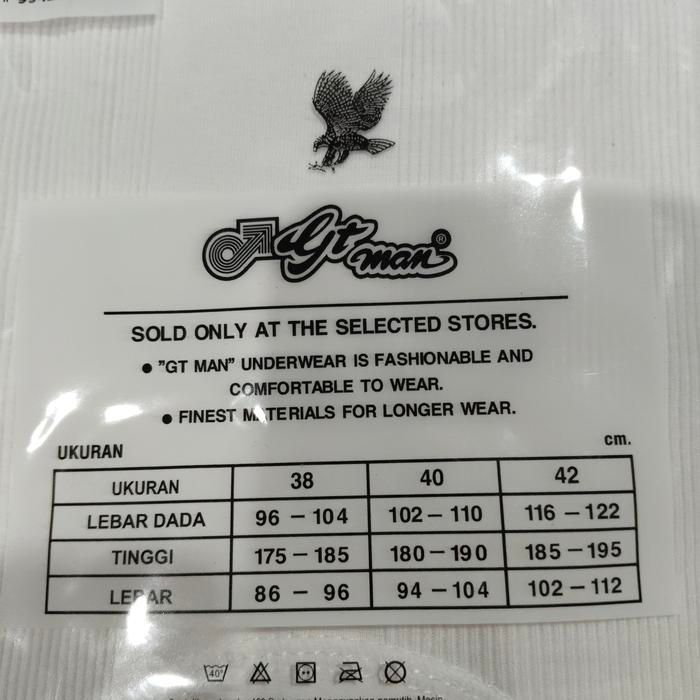 Gt man ®
SOLD ONLY AT THE SELECTED STORES.
● "GT MAN" UNDERWEAR IS FASHIONABLE AND
COMFORTABLE TO WEAR.
● FINEST MATERIALS FOR LONGER WEAR.
UKURAN cm.
UKURAN 38 40 42
LEBAR DADA 96 – 104 102 – 110 116 – 122
TINGGI 175 – 185 180 – 190 185 – 195
LEBAR 86 – 96 94 – 104 102 – 112
40°